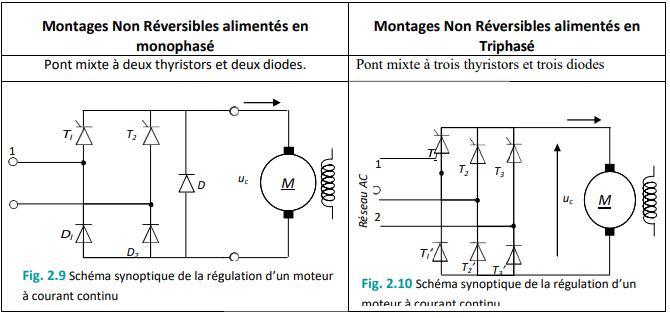 Montages Non Réversibles alimentés en
monophasé
Montages Non Réversibles alimentés en
Triphasé
Pont mixte à deux thyristors et deux diodes.
Pont mixte à trois thyristors et trois diodes
T1
T2
1
D
uc
M
D1
D2
Fig. 2.9 Schéma synoptique de la régulation d'un moteur
à courant continu
T
T2
T3
1
Réseau AC
2
uc
M
T1'
T2'
T3'
Fig. 2.10 Schéma synoptique de la régulation d'un
moteur à courant continu